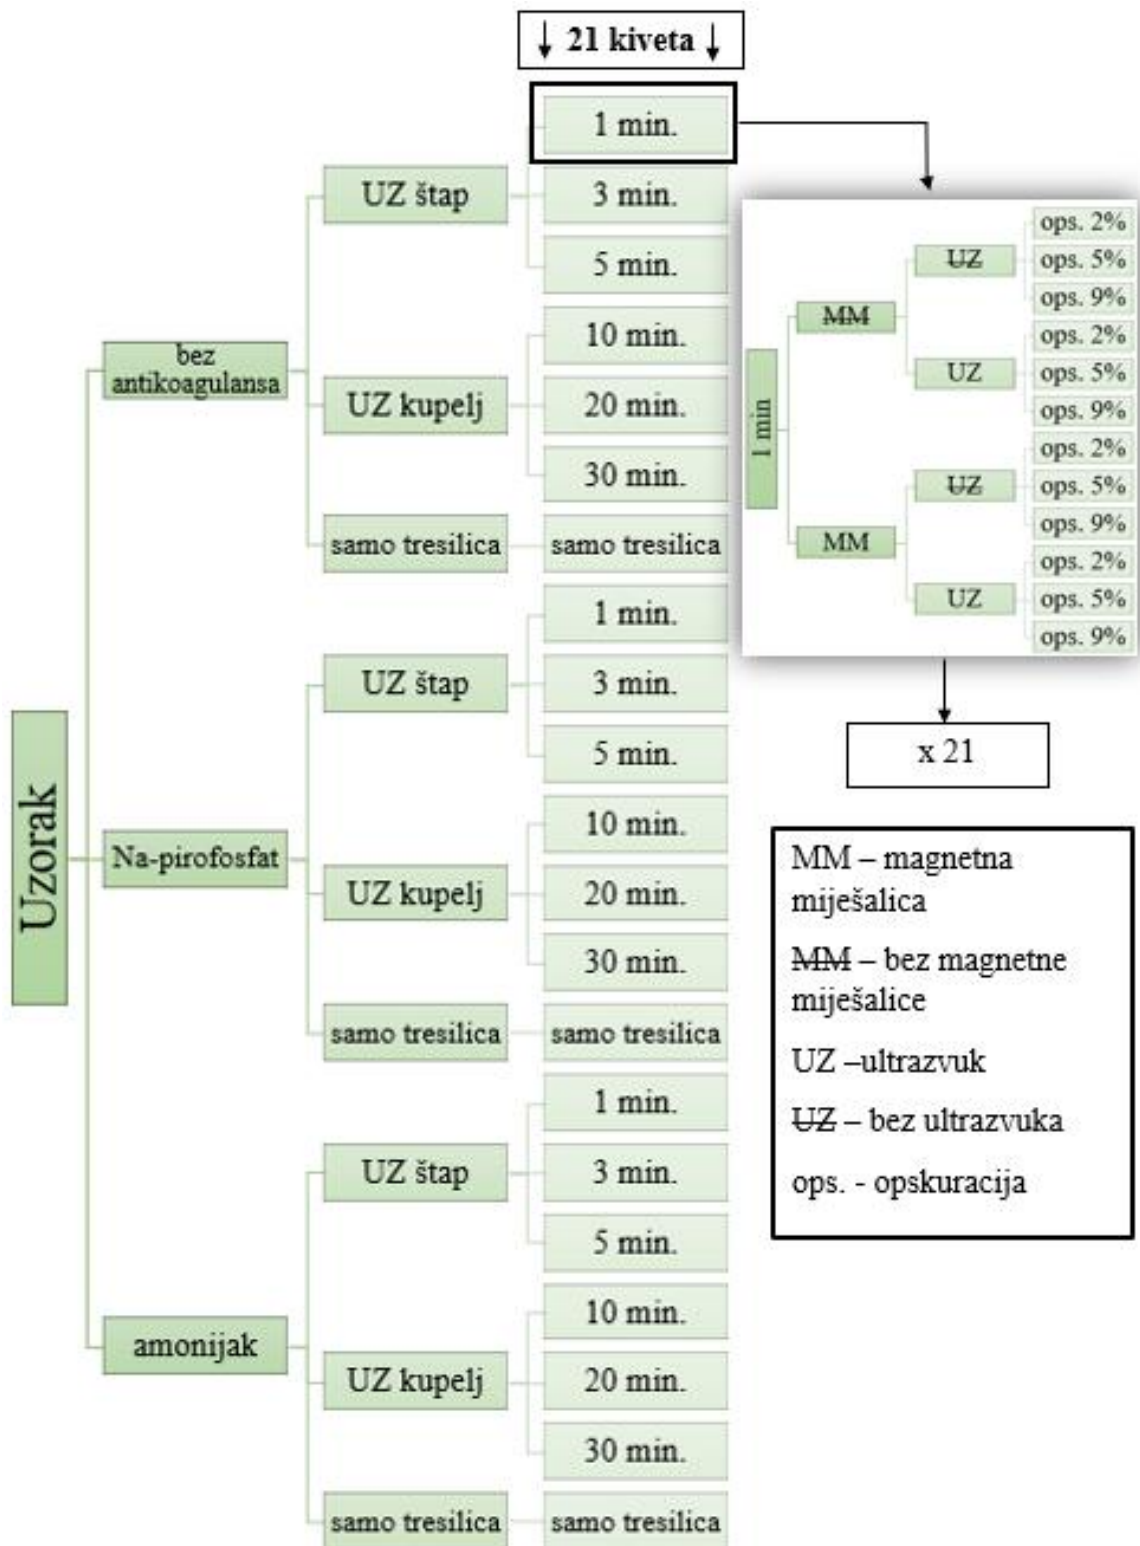 ↓ 21 kiveta ↓
Uzorak
bez
antikoagulansa
UZ štap
1 min.
3 min.
5 min.
UZ kupelj
10 min.
20 min.
30 min.
samo tresilica
samo tresilica
Na-pirofosfat
UZ štap
1 min.
3 min.
5 min.
UZ kupelj
10 min.
20 min.
30 min.
samo tresilica
samo tresilica
amonijak
UZ štap
1 min.
3 min.
5 min.
UZ kupelj
10 min.
20 min.
30 min.
samo tresilica
samo tresilica
1 min
MM
UZ
ops. 2%
ops. 5%
ops. 9%
UZ
ops. 2%
ops. 5%
ops. 9%
MM
UZ
ops. 2%
ops. 5%
ops. 9%
UZ
ops. 2%
ops. 5%
ops. 9%
x 21
MM – magnetna
miješalica
MM – bez magnetne
miješalice
UZ –ultrazvuk
UZ – bez ultrazvuka
ops. - opskuracija